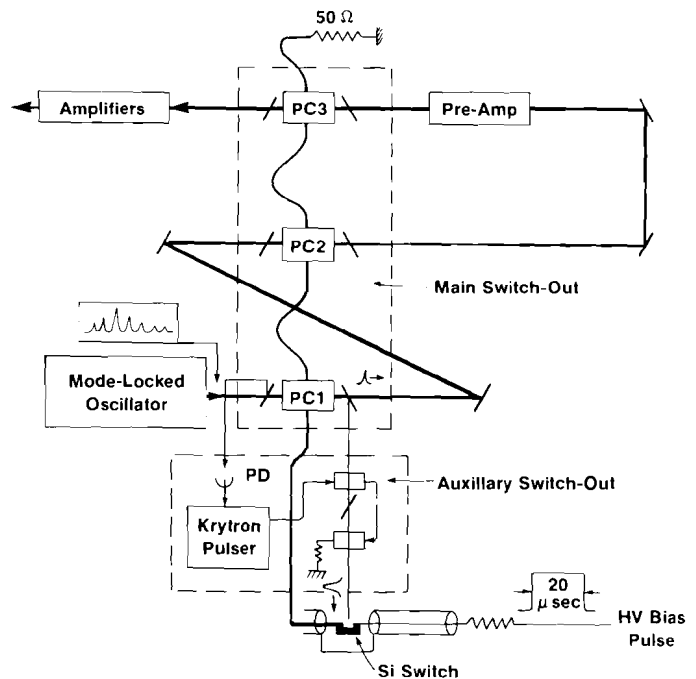 50 Ω
Amplifiers
PC3
Pre-Amp
PC2
Main Switch-Out
Mode-Locked
Oscillator
PC1
PD
Auxillary Switch-Out
Krytron
Pulser
20
μ sec
HV Bias
Pulse
Si Switch